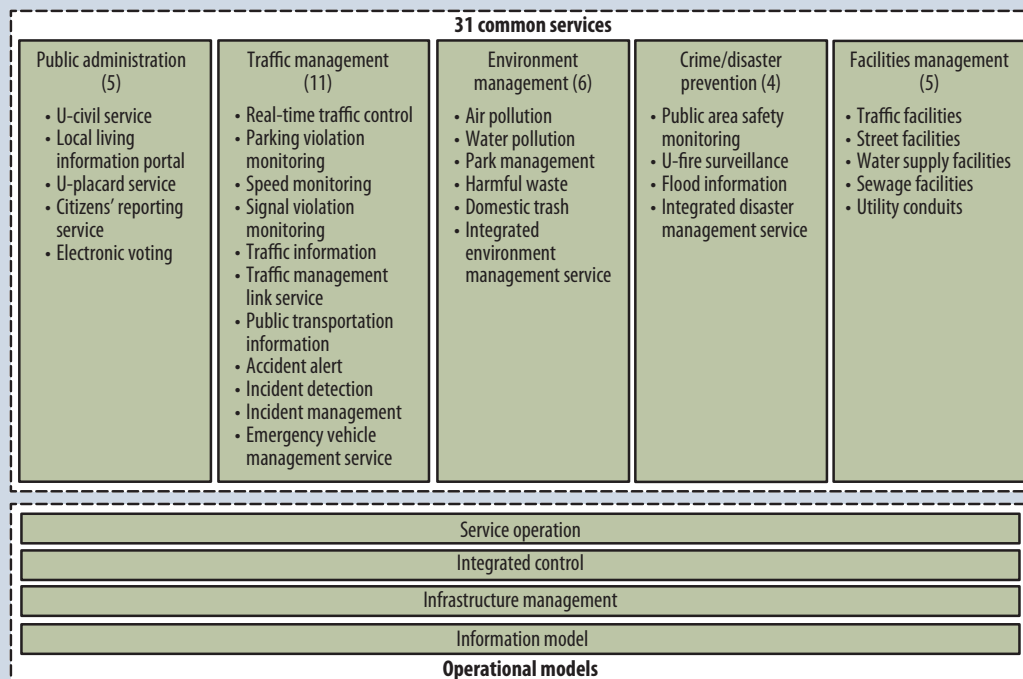 31 common services
Public administration
(5)
• U-civil service
• Local living
information portal
• U-placard service
• Citizens’ reporting
service
• Electronic voting
Traffic management
(11)
• Real-time traffic control
• Parking violation
monitoring
• Speed monitoring
• Signal violation
monitoring
• Traffic information
• Traffic management
link service
• Public transportation
information
• Accident alert
• Incident detection
• Incident management
• Emergency vehicle
management service
Environment
management (6)
• Air pollution
• Water pollution
• Park management
• Harmful waste
• Domestic trash
• Integrated
environment
management service
Crime/disaster
prevention (4)
• Public area safety
monitoring
• U-fire surveillance
• Flood information
• Integrated disaster
management service
Facilities management
(5)
• Traffic facilities
• Street facilities
• Water supply facilities
• Sewage facilities
• Utility conduits
Service operation
Integrated control
Infrastructure management
Information model
Operational models